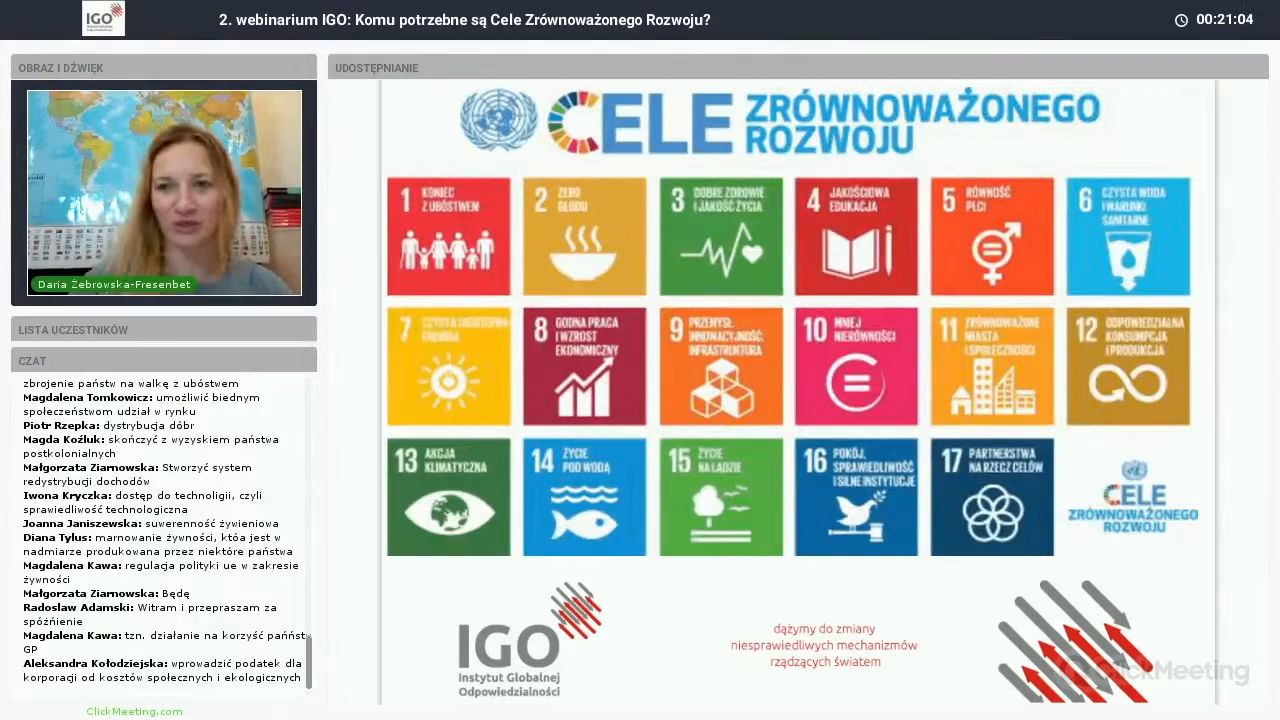 IGO
2. webinarium IGO: Komu potrzebne są Cele Zrównoważonego Rozwoju?
00:21:04
OBRAZ I DŹWIĘK
UDOSTĘPNIANIE
Daria Żebrowska-Fresenbet
LISTA UCZESTNIKÓW
CZAT
zbrojenie państw na walkę z ubóstwem
Magdalena Tomkowicz: umożliwić biednym
społeczeństwom udział w rynku
Piotr Rzepka: dystrybucja dóbr
Magda Koźluk: skończyć z wyzyskiem państwa
postkolonialnych
Małgorzata Ziarnowska: Stworzyć system
redystrybucji dochodów
Iwona Kryczka: dostęp do technoligii, czyli
sprawiedliwość technologiczna
Joanna Janiszewska: suwerenność żywieniowa
Diana Tylus: marnowanie żywności, któa jest w
nadmiarze produkowana przez niektóre państwa
Magdalena Kawa: regulacja polityki ue w zakresie
żywności
Małgorzata Ziarnowska: Będę
Radoslaw Adamski: Witram i przepraszam za
spóźńienie
Magdalena Kawa: tzn. działanie na korzyść pańńst
GP
Aleksandra Kołodziejska: wprowadzić podatek dla
korporacji od kosztów społecznych i ekologicznych
ClickMeeting.com
CELE ZRÓWNOWAŻONEGO
ROZWOJU
1 KONIEC
Z UBÓSTWEM
2 ZERO
GŁODU
3 DOBRE ZDROWIE
I JAKOŚĆ ŻYCIA
4 JAKOŚCIOWA
EDUKACJA
5 RÓWNOŚĆ
PŁCI
6 CZYSTA WODA
I WARUNKI
SANITARNE
7 CZYSTA I DOSTĘPNA
ENERGIA
8 GODNA PRACA
I WZROST
EKONOMICZNY
9 PRZEMYSŁ,
INNOWACYJNOŚĆ,
INFRASTRUKTURA
10 MNIEJ
NIERÓWNOŚCI
11 ZRÓWNOWAŻONE
MIASTA
I SPOŁECZNOŚCI
12 ODPOWIEDZIALNA
KONSUMPCJA
I PRODUKCJA
13 AKCJA
KLIMATYCZNA
14 ŻYCIE
POD WODĄ
15 ŻYCIE
NA LĄDZIE
16 POKÓJ,
SPRAWIEDLIWOŚĆ
I SILNE INSTYTUCJE
17 PARTNERSTWA
NA RZECZ CELÓW
CELE
ZRÓWNOWAŻONEGO
ROZWOJU
IGO
Instytut Globalnej
Odpowiedzialności
dążymy do zmiany
niesprawiedliwych mechanizmów
rządzących światem
ClickMeeting